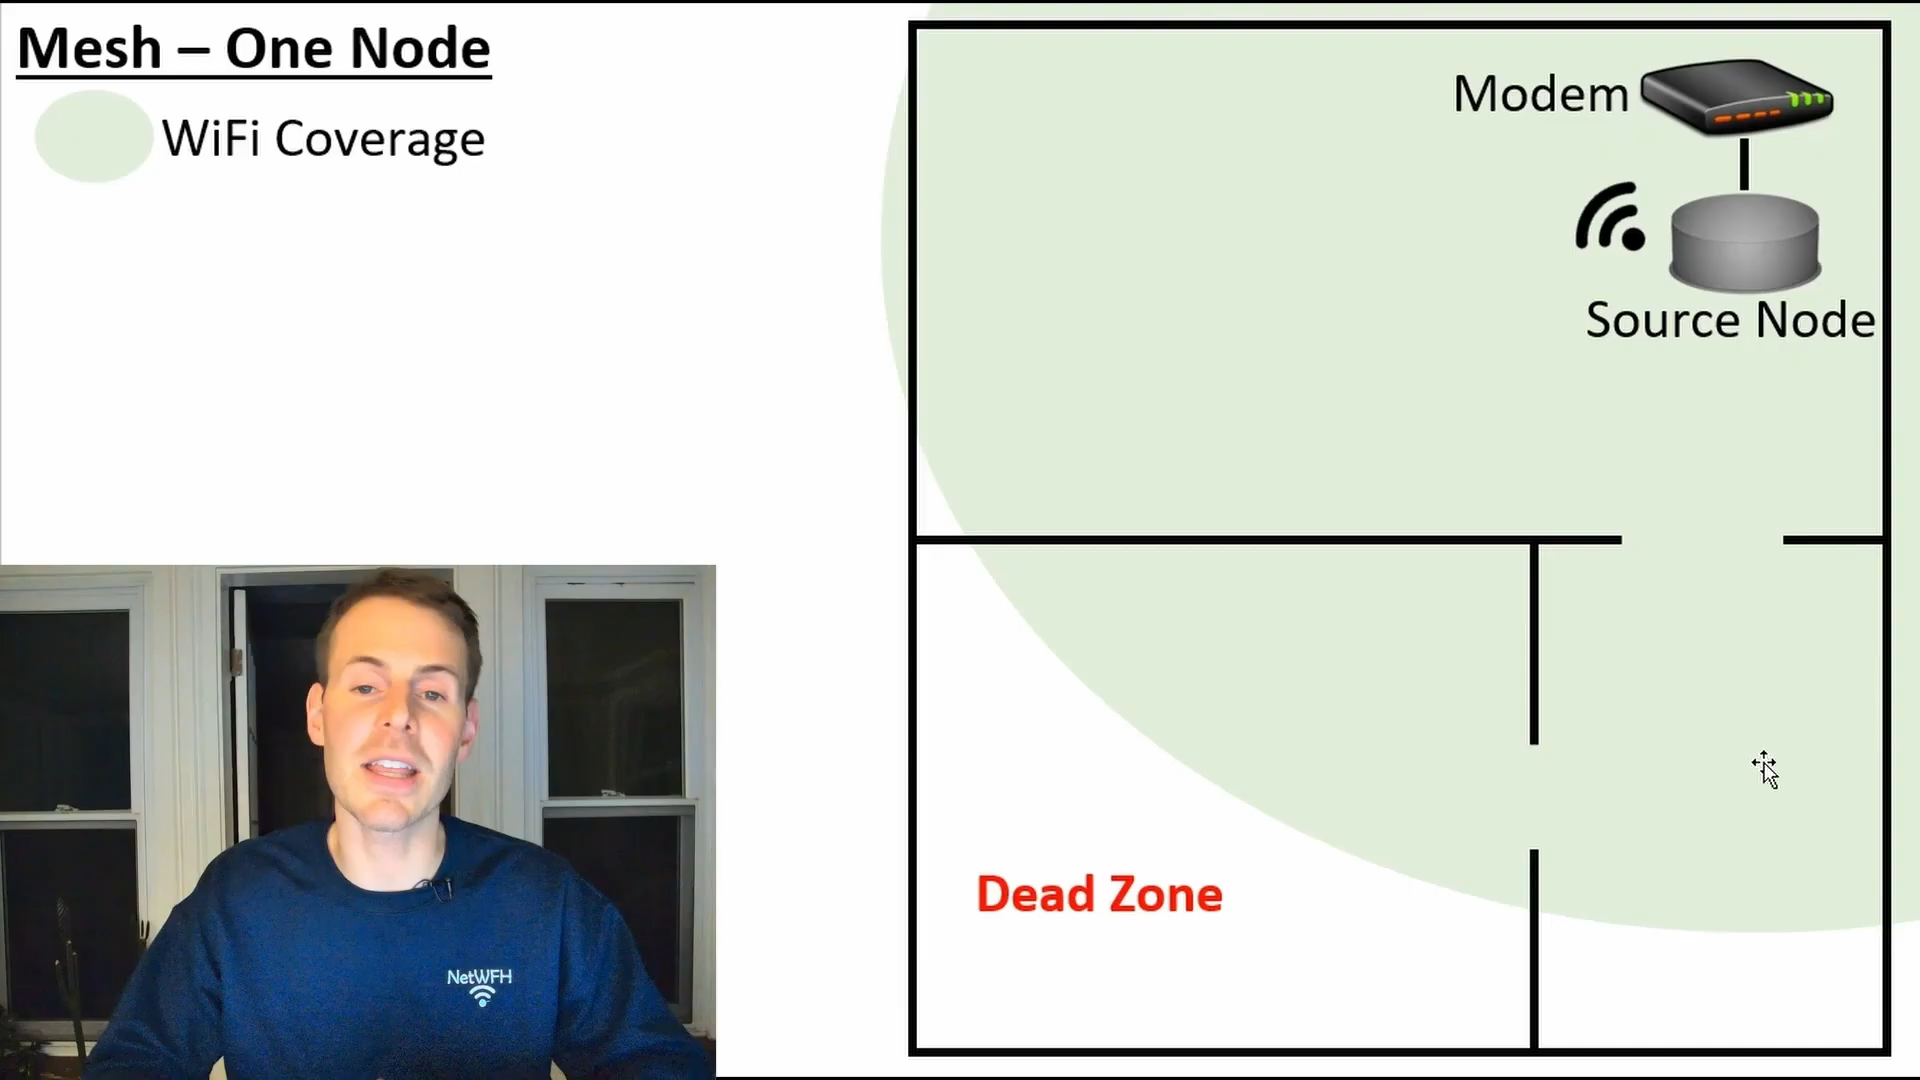 Mesh – One Node
WiFi Coverage
Modem
Source Node
Dead Zone
NetWFH